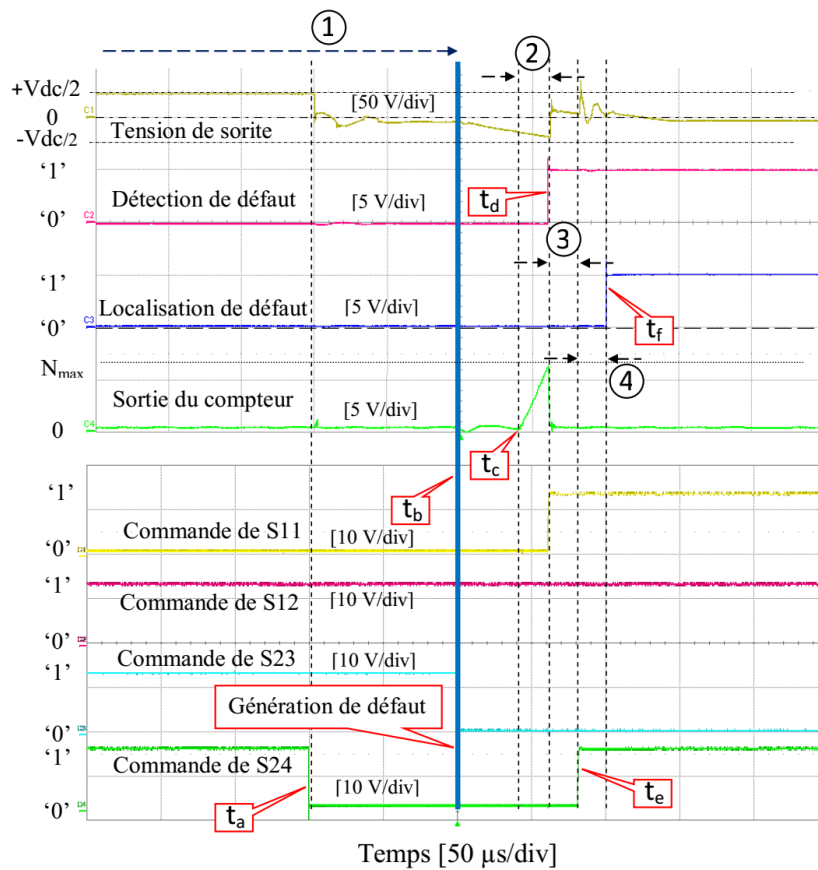 ①
②
+Vdc/2
C1
[50 V/div]
0
Tension de sorite
-Vdc/2
‘1’
Détection de défaut
[5 V/div]
t_d
‘0’
C2
③
‘1’
Localisation de défaut
[5 V/div]
‘0’
C3
t_f
N_max
④
Sortie du compteur
[5 V/div]
0
C4
t_c
‘1’
t_b
Commande de S11
[10 V/div]
‘0’
‘1’
Commande de S12
[10 V/div]
‘0’
‘1’
Commande de S23
[10 V/div]
Génération de défaut
‘0’
‘1’
Commande de S24
[10 V/div]
t_e
‘0’
t_a
Temps [50 µs/div]